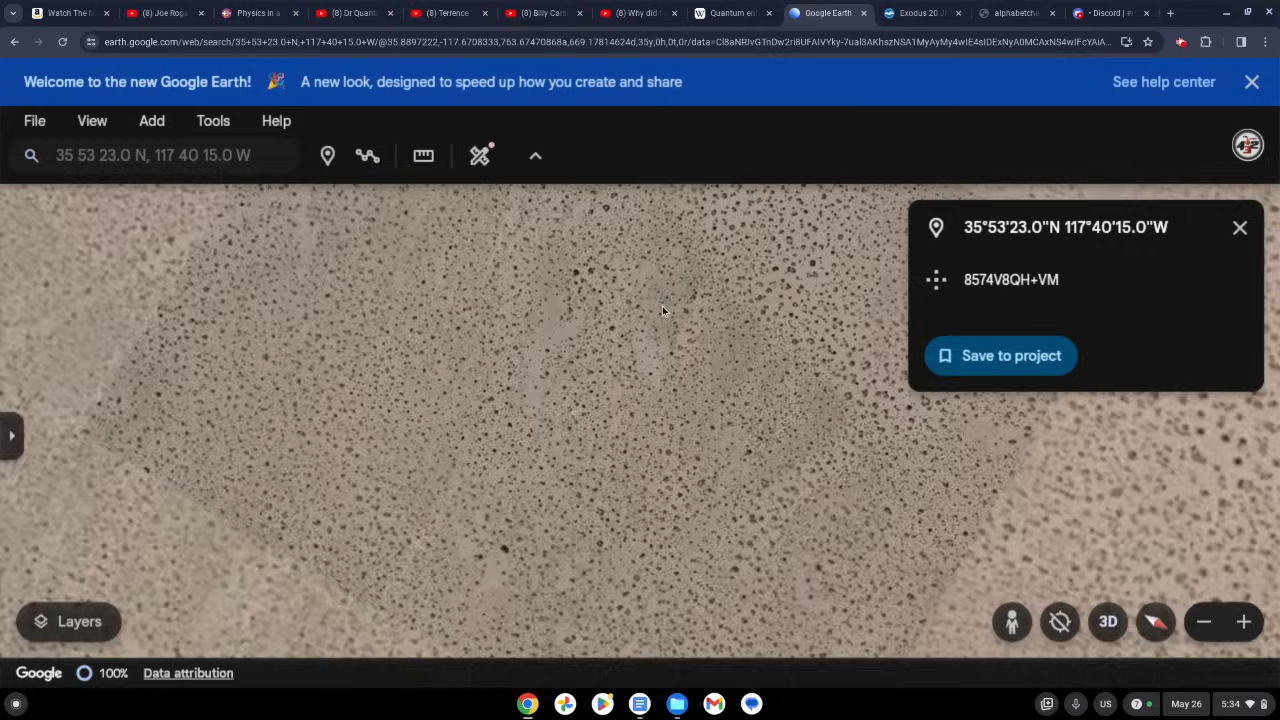 Watch The M
(8) Joe Roga
Physics in a
(8) Dr Quant
(8) Terrence
(8) Billy Cars
(8) Why did t
Quantum en
Google Earth
Exodus 20 J
alphabetche
• Discord | #
earth.google.com/web/search/35+53+23.0+N,+117+40+15.0+W/@35.8897222,-117.6708333,763.67470868a,669.17814624d,35y,0h,0t,0r/data=
Welcome to the new Google Earth! 🎉 A new look, designed to speed up how you create and share
See help center
File View Add Tools Help
35 53 23.0 N, 117 40 15.0 W
35°53'23.0"N 117°40'15.0"W
8574V8QH+VM
Save to project
Layers
3D
Google 100% Data attribution
US 7 May 26 5:34